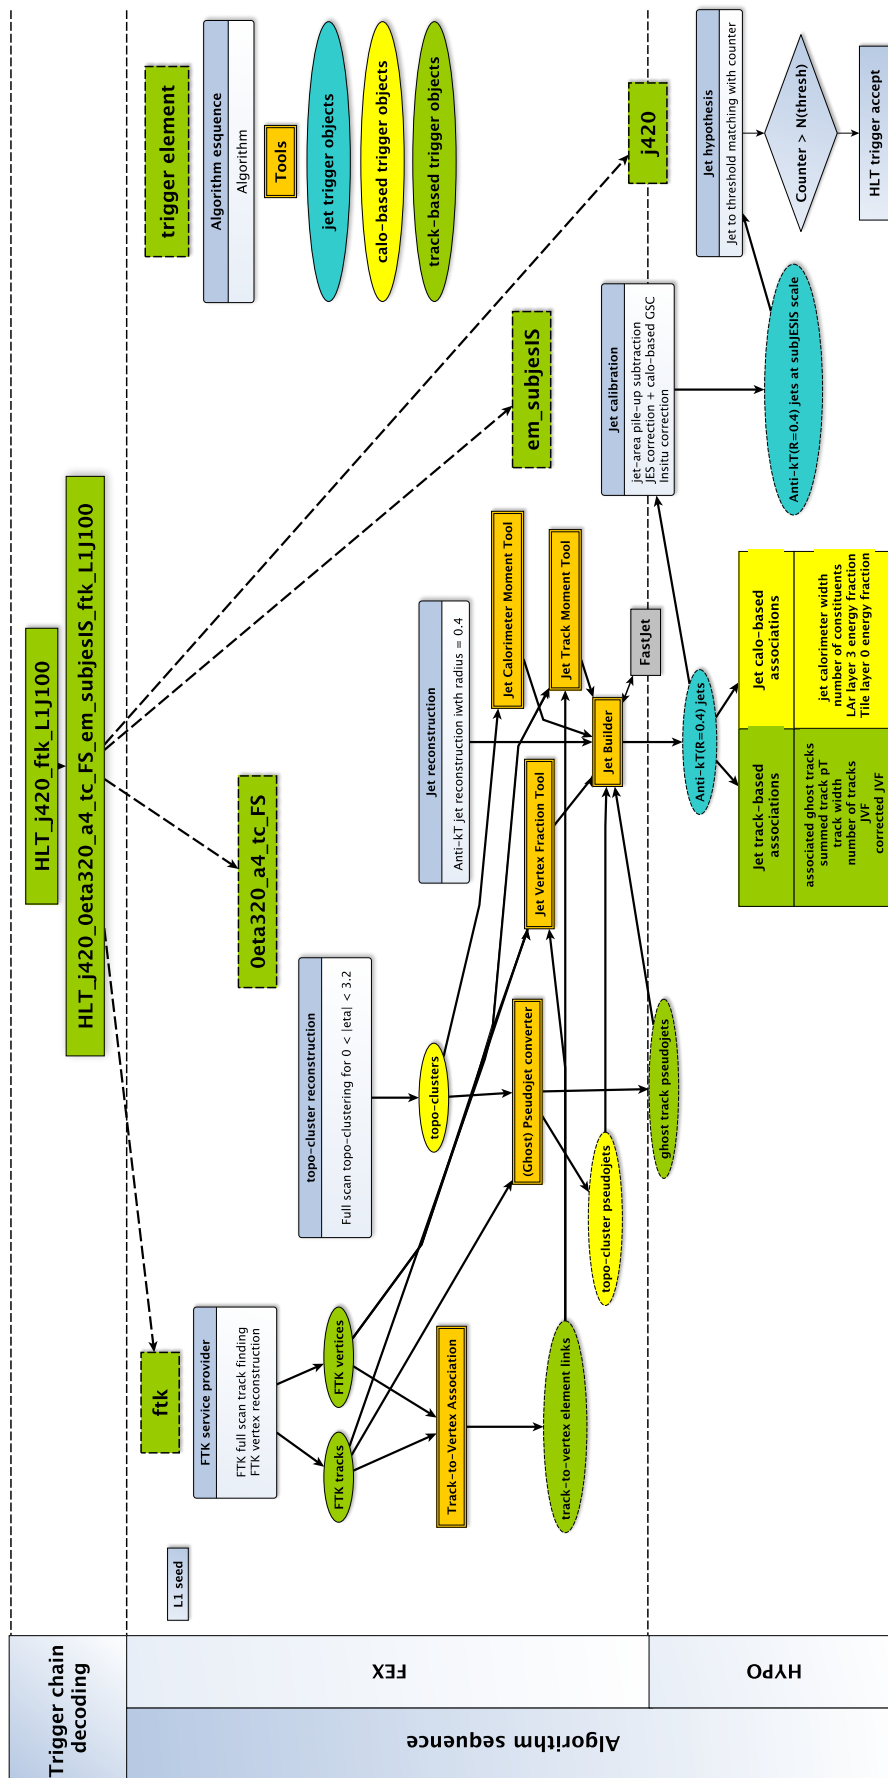 Trigger chain
decoding
HLT_j420_ftk_L1J100
HLT_j420_0eta320_a4_tc_FS_em_subjesIS_ftk_L1J100
Algorithm sequence
FEX
HYPO
L1 seed
ftk
FTK service provider
FTK full scan track finding
FTK vertex reconstruction
FTK tracks
FTK vertices
Track-to-Vertex Association
track-to-vertex element links
0eta320_a4_tc_FS
topo-cluster reconstruction
Full scan topo-clustering for 0 < |eta| < 3.2
topo-clusters
(Ghost) Pseudojet converter
topo-cluster pseudojets
ghost track pseudojets
Jet reconstruction
Anti-kT jet reconstruction iwth radius = 0.4
Jet Calorimeter Moment Tool
Jet Track Moment Tool
Jet Vertex Fraction Tool
Jet Builder
FastJet
Anti-kT(R=0.4) jets
Jet track-based
associations
associated ghost tracks
summed track pT
track width
number of tracks
JVF
corrected JVF
Jet calo-based
associations
jet calorimeter width
number of constituents
LAr layer 3 energy fraction
Tile layer 0 energy fraction
em_subjesIS
Jet calibration
jet-area pile-up subtraction
JES correction + calo-based GSC
Insitu correction
Anti-kT(R=0.4) jets at subJESIS scale
trigger element
Algorithm esquence
Algorithm
Tools
jet trigger objects
calo-based trigger objects
track-based trigger objects
j420
Jet hypothesis
Jet to threshold matching with counter
Counter > N(thresh)
HLT trigger accept